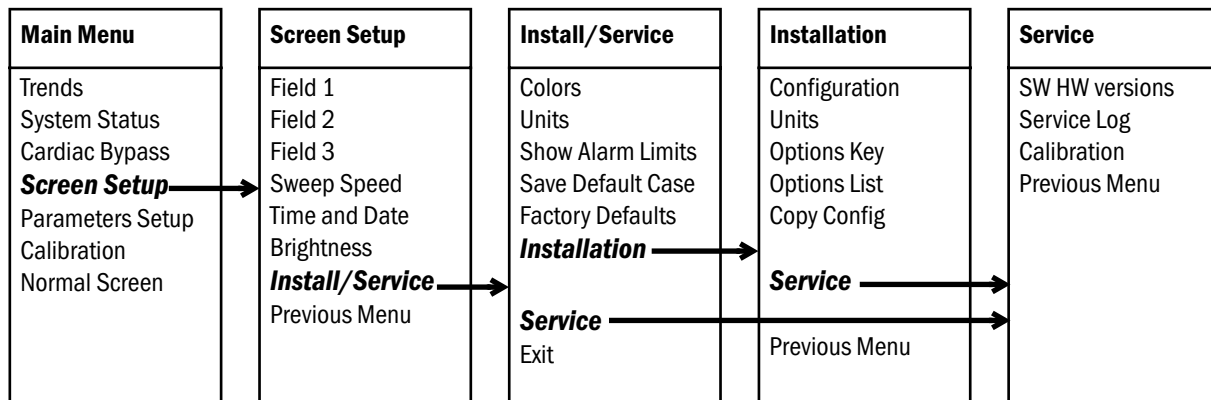 Main Menu
Trends
System Status
Cardiac Bypass
Screen Setup
Parameters Setup
Calibration
Normal Screen
Screen Setup
Field 1
Field 2
Field 3
Sweep Speed
Time and Date
Brightness
Install/Service
Previous Menu
Install/Service
Colors
Units
Show Alarm Limits
Save Default Case
Factory Defaults
Installation
Service
Exit
Installation
Configuration
Units
Options Key
Options List
Copy Config
Service
Previous Menu
Service
SW HW versions
Service Log
Calibration
Previous Menu